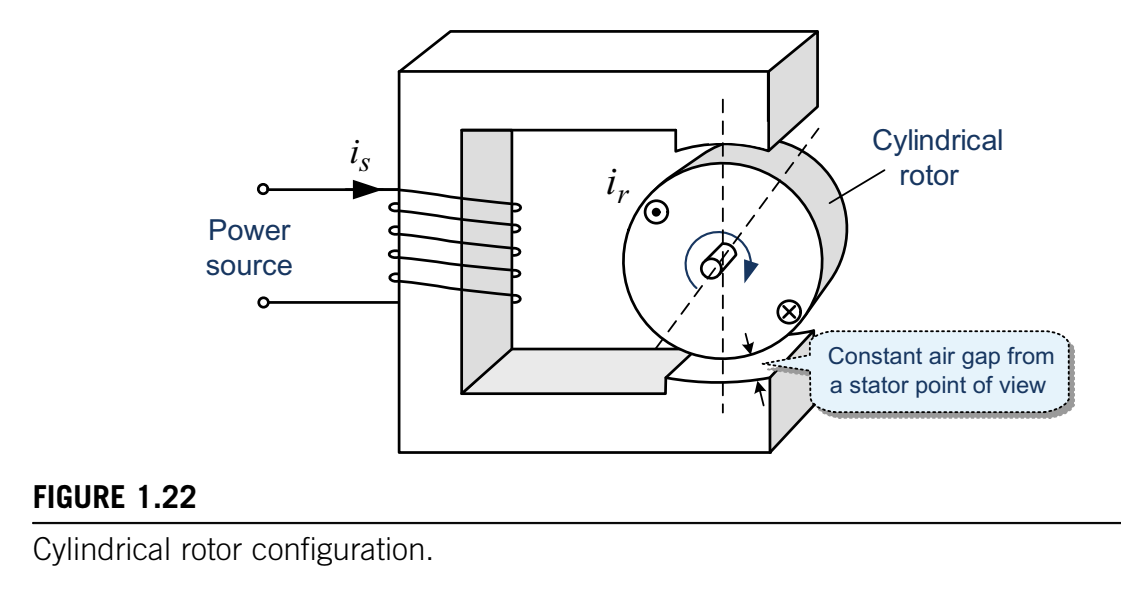 i_s
Power
source
i_r
Cylindrical
rotor
Constant air gap from
a stator point of view
FIGURE 1.22
Cylindrical rotor configuration.